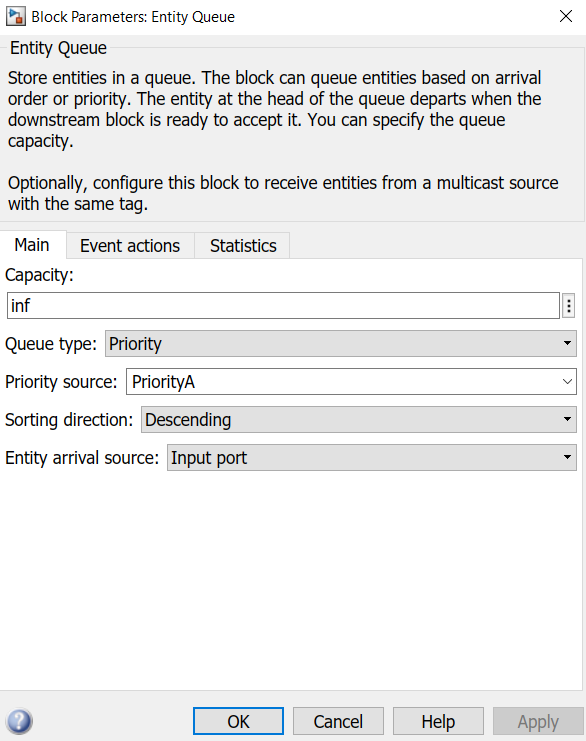 Block Parameters: Entity Queue
Entity Queue
Store entities in a queue. The block can queue entities based on arrival
order or priority. The entity at the head of the queue departs when the
downstream block is ready to accept it. You can specify the queue
capacity.
Optionally, configure this block to receive entities from a multicast source
with the same tag.
Main Event actions Statistics
Capacity:
inf
Queue type: Priority
Priority source: PriorityA
Sorting direction: Descending
Entity arrival source: Input port
? OK Cancel Help Apply